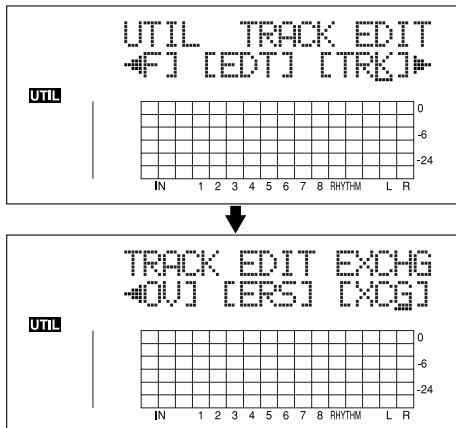 UTIL TRACK EDIT
F] [EDT] [TRK]
UTIL
0
-6
-24
IN 1 2 3 4 5 6 7 8 RHYTHM L R
TRACK EDIT EXCHG
OV] [ERS] [XCG]
UTIL
0
-6
-24
IN 1 2 3 4 5 6 7 8 RHYTHM L R